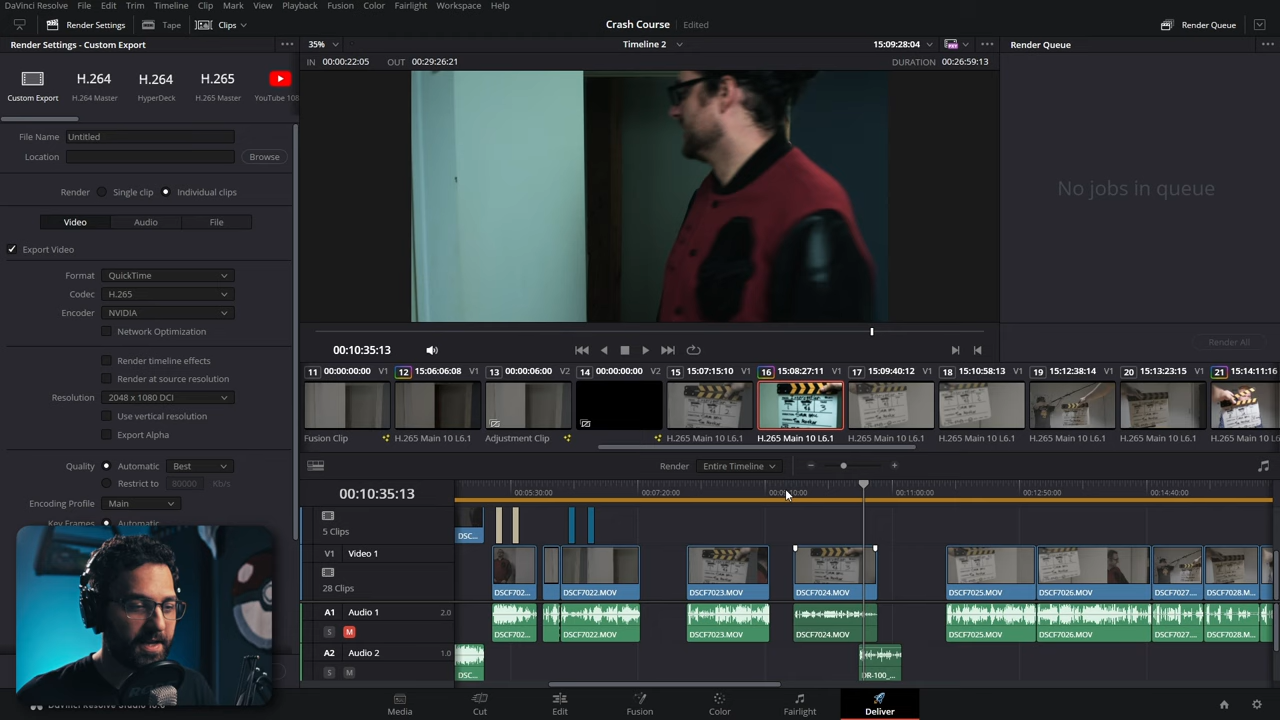 DaVinci Resolve File Edit Trim Timeline Clip Mark View Playback Fusion Color Fairlight Workspace Help
Render Settings Tape Clips Crash Course Edited Render Queue
Render Settings - Custom Export 35% Timeline 2 15:09:28:04 Render Queue
IN 00:00:22:05 OUT 00:29:26:21 DURATION 00:26:59:13
H.264 H.264 H.265
Custom Export H.264 Master HyperDeck H.265 Master YouTube 108
File Name Untitled
Location Browse
No jobs in queue
Render Single clip Individual clips
Video Audio File
Export Video
Format QuickTime
Codec H.265
Encoder NVIDIA
Network Optimization
00:10:35:13
Render All
Render timeline effects
Render at source resolution
Resolution 2048 x 1080 DCI
Use vertical resolution
Export Alpha
11 00:00:00:00 V1 12 15:06:06:08 V1 13 00:00:06:00 V2 14 00:00:00:00 V2 15 15:07:15:10 V1 16 15:08:27:11 V1 17 15:09:40:12 V1 18 15:10:58:13 V1 19 15:12:38:14 V1 20 15:13:23:15 V1 21 15:14:11:16
Fusion Clip H.265 Main 10 L6.1 Adjustment Clip H.265 Main 10 L6.1 H.265 Main 10 L6.1 H.265 Main 10 L6.1 H.265 Main 10 L6.1 H.265 Main 10 L6.1 H.265 Main 10 L6.1 H.265 Main 10 L6.
Quality Automatic Best
Restrict to 80000 Kb/s
Encoding Profile Main
Key Frames Automatic
Render Entire Timeline
00:10:35:13 00:05:30:00 00:07:20:00 00:11:00:00 00:12:50:00 00:14:40:00
5 Clips DSC...
V1 Video 1
28 Clips DSCF702... DSCF7022.MOV DSCF7023.MOV DSCF7024.MOV DSCF7025.MOV DSCF7026.MOV DSCF7027... DSCF7028.M...
A1 Audio 1 2.0
S M DSCF702... DSCF7022.MOV DSCF7023.MOV DSCF7024.MOV DSCF7025.MOV DSCF7026.MOV DSCF7027... DSCF7028.M...
A2 Audio 2 1.0
S M DSC... DR-100_...
Media Cut Edit Fusion Color Fairlight Deliver